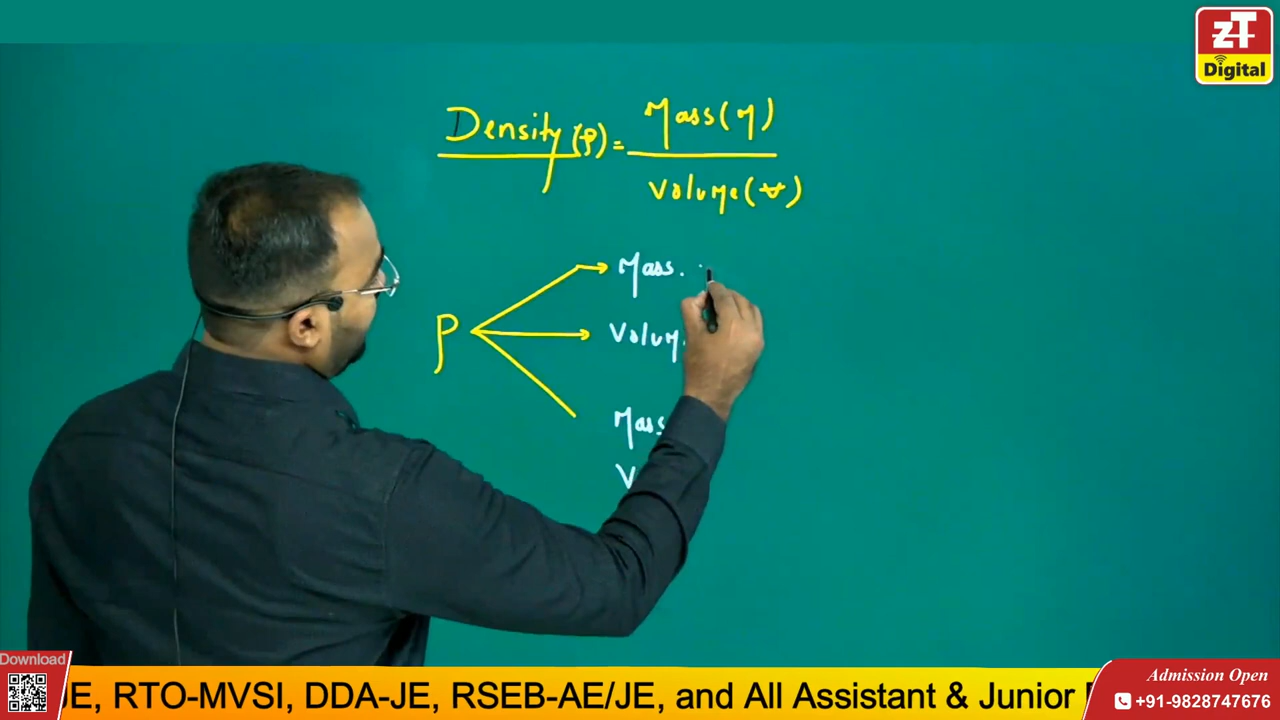 ZT
Digital
Density (ρ) = Mass (M)
Volume (V)
ρ
Mass.
Volum
Mass
V
Download
JE, RTO-MVSI, DDA-JE, RSEB-AE/JE, and All Assistant & Junior
Admission Open
+91-9828747676